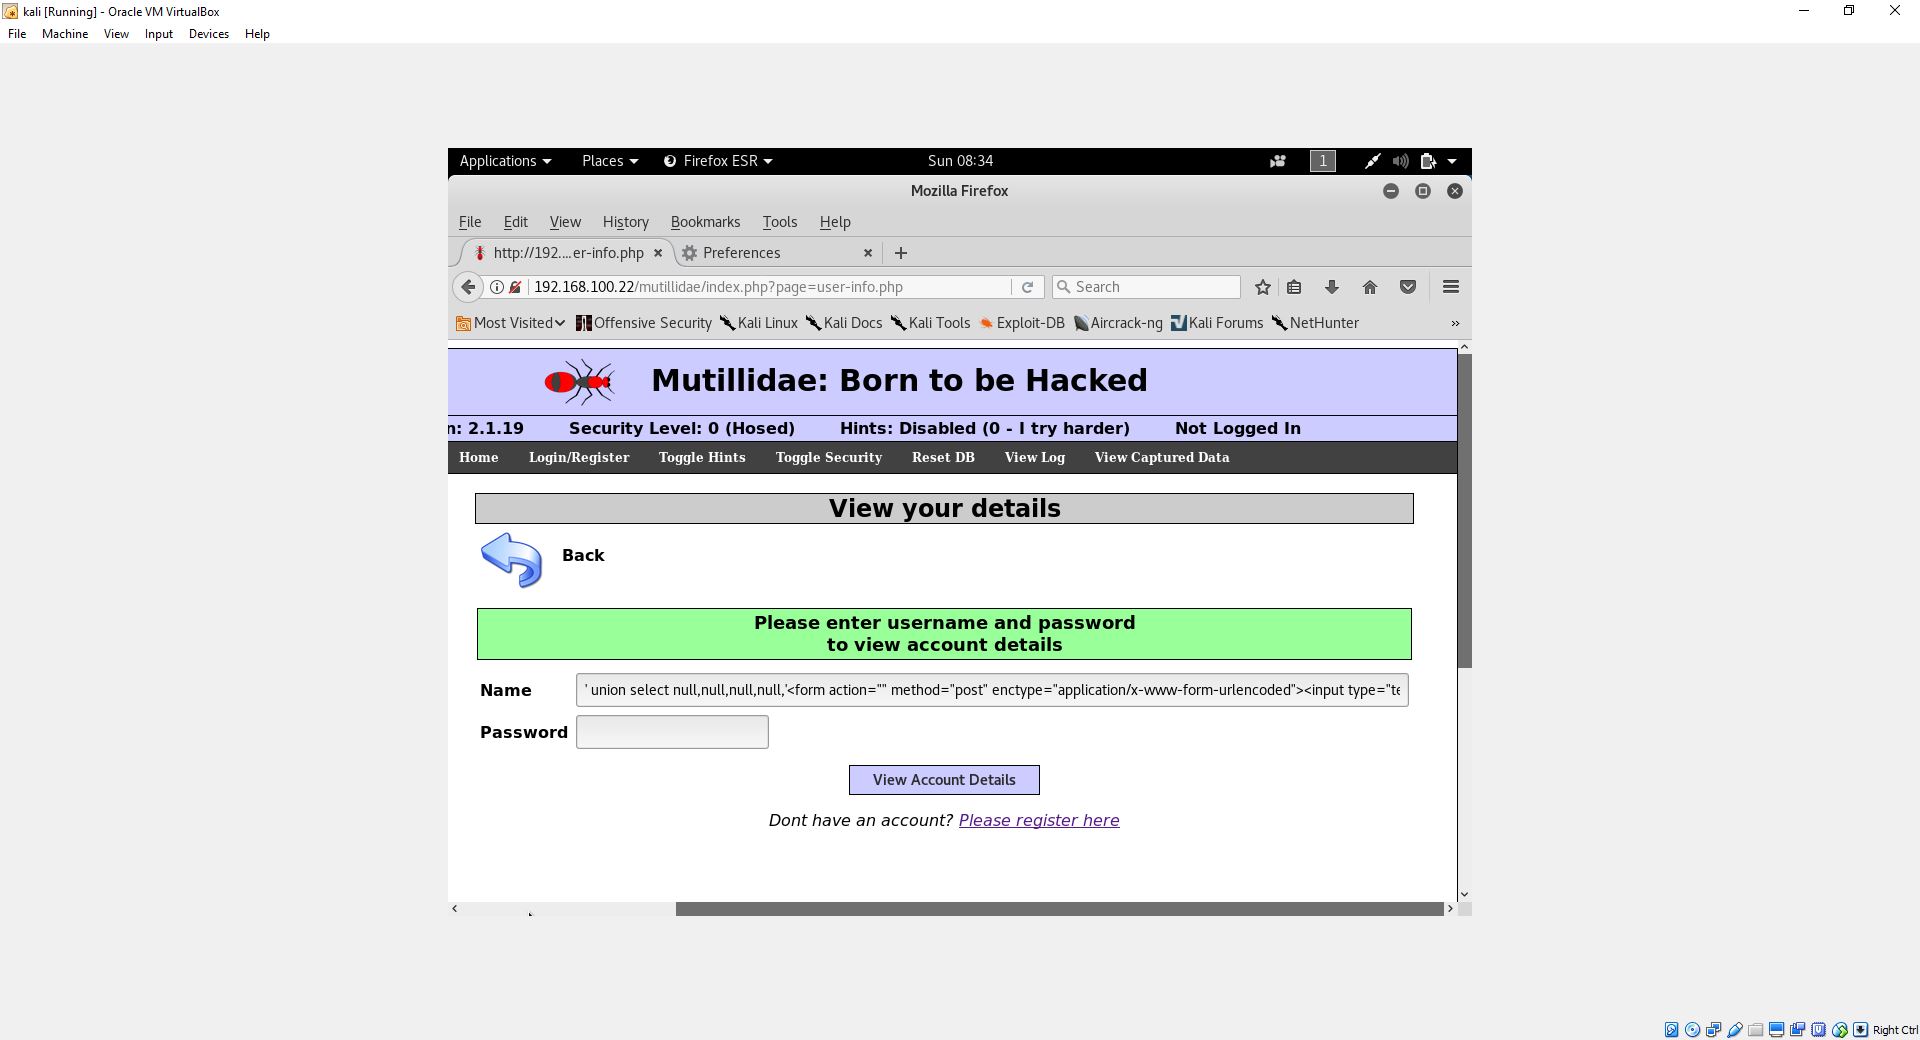 kali [Running] - Oracle VM VirtualBox
File Machine View Input Devices Help
Applications Places Firefox ESR Sun 08:34 1
Mozilla Firefox
File Edit View History Bookmarks Tools Help
http://192....er-info.php Preferences
192.168.100.22/mutillidae/index.php?page=user-info.php Search
Most Visited Offensive Security Kali Linux Kali Docs Kali Tools Exploit-DB Aircrack-ng Kali Forums NetHunter »
Mutillidae: Born to be Hacked
n: 2.1.19 Security Level: 0 (Hosed) Hints: Disabled (0 - I try harder) Not Logged In
Home Login/Register Toggle Hints Toggle Security Reset DB View Log View Captured Data
View your details
Back
Please enter username and password
to view account details
Name ' union select null,null,null,null,'<form action="" method="post" enctype="application/x-www-form-urlencoded"><input type="te
Password
View Account Details
Dont have an account? Please register here
Right Ctrl